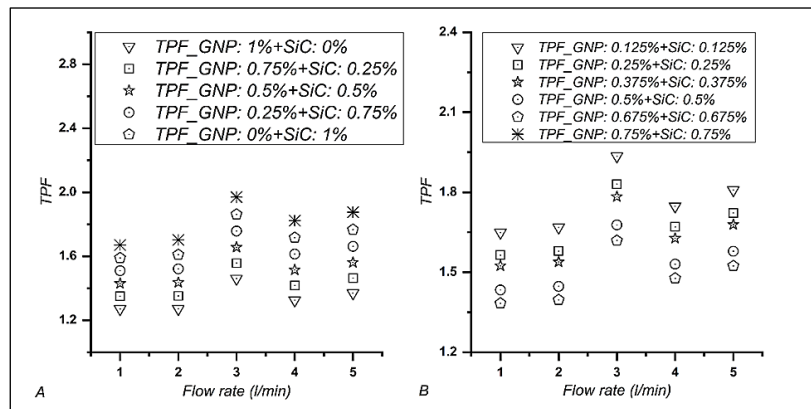 TPF_GNP: 1%+SiC: 0%
TPF_GNP: 0.75%+SiC: 0.25%
TPF_GNP: 0.5%+SiC: 0.5%
TPF_GNP: 0.25%+SiC: 0.75%
TPF_GNP: 0%+SiC: 1%
2.8
2.4
2.0
1.6
1.2
TPF
1 2 3 4 5
Flow rate (l/min)
A
TPF_GNP: 0.125%+SiC: 0.125%
TPF_GNP: 0.25%+SiC: 0.25%
TPF_GNP: 0.375%+SiC: 0.375%
TPF_GNP: 0.5%+SiC: 0.5%
TPF_GNP: 0.675%+SiC: 0.675%
TPF_GNP: 0.75%+SiC: 0.75%
2.4
2.1
1.8
1.5
1.2
TPF
1 2 3 4 5
Flow rate (l/min)
B